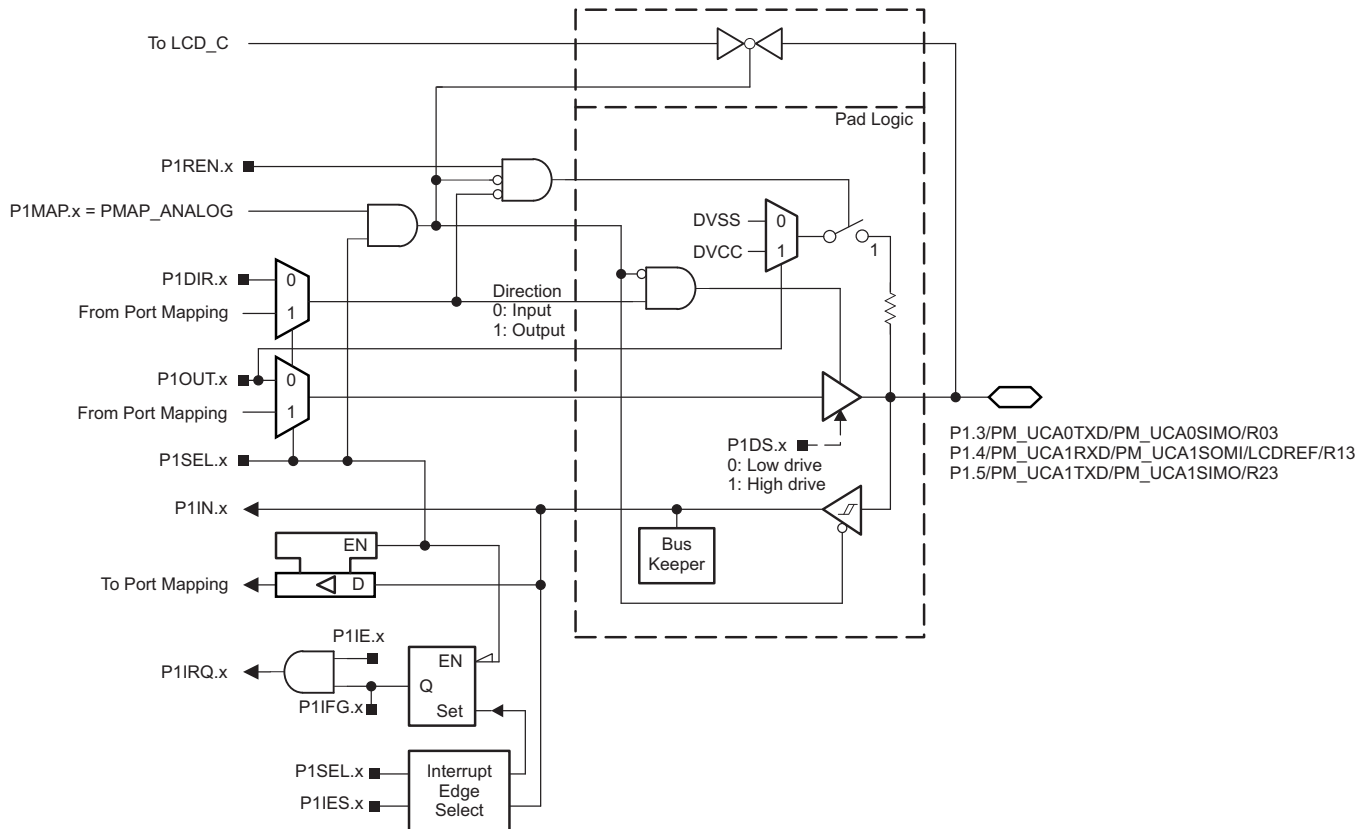 To LCD_C
Pad Logic
P1REN.x
P1MAP.x = PMAP_ANALOG
DVSS
0
DVCC
1
1
P1DIR.x
0
From Port Mapping
1
Direction
0: Input
1: Output
P1OUT.x
0
From Port Mapping
1
P1SEL.x
P1DS.x
0: Low drive
1: High drive
P1.3/PM_UCA0TXD/PM_UCA0SIMO/R03
P1.4/PM_UCA1RXD/PM_UCA1SOMI/LCDREF/R13
P1.5/PM_UCA1TXD/PM_UCA1SIMO/R23
P1IN.x
Bus
Keeper
EN
To Port Mapping
D
P1IE.x
P1IRQ.x
EN
Q
P1IFG.x
Set
P1SEL.x
P1IES.x
Interrupt
Edge
Select